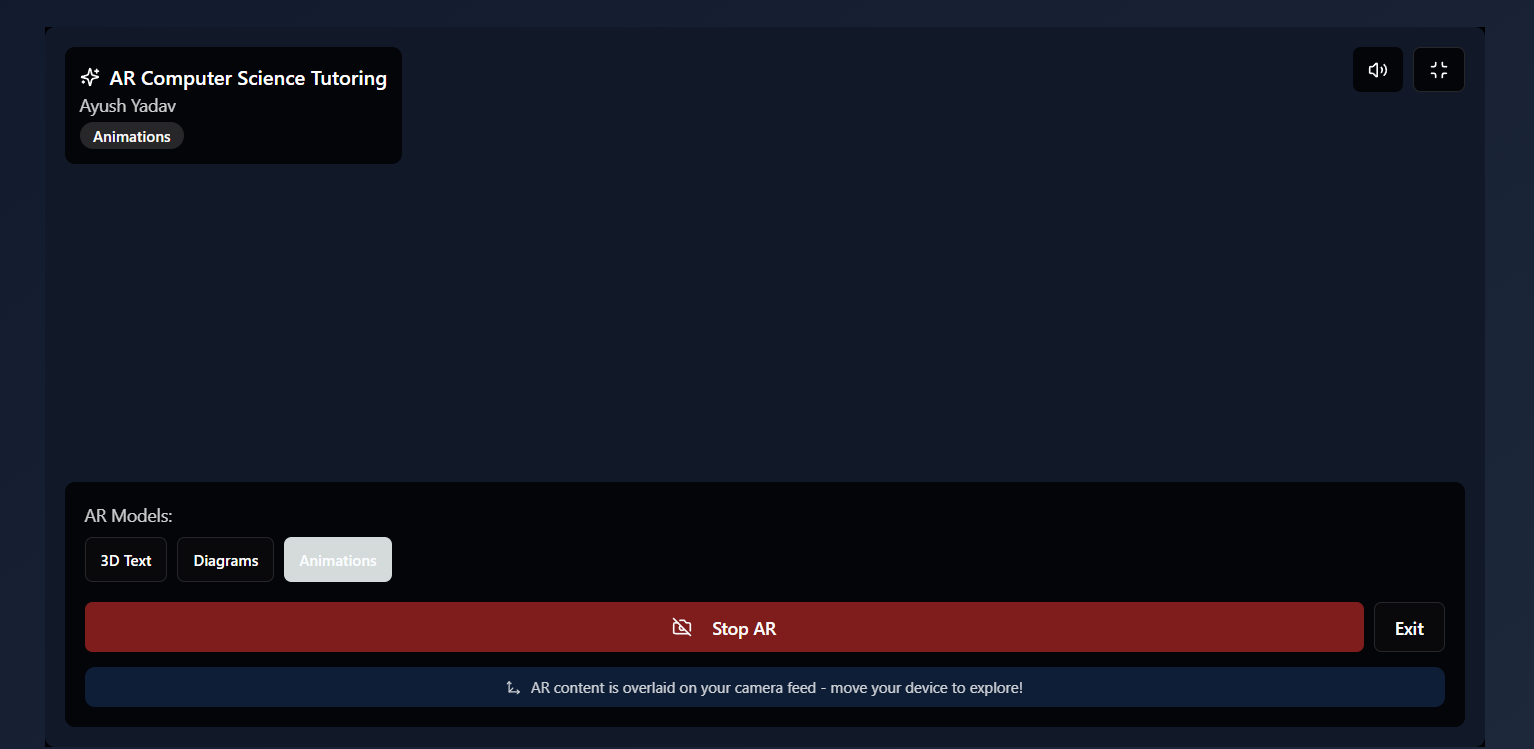 AR Computer Science Tutoring
Ayush Yadav
Animations
AR Models:
3D Text
Diagrams
Animations
Stop AR
Exit
AR content is overlaid on your camera feed - move your device to explore!